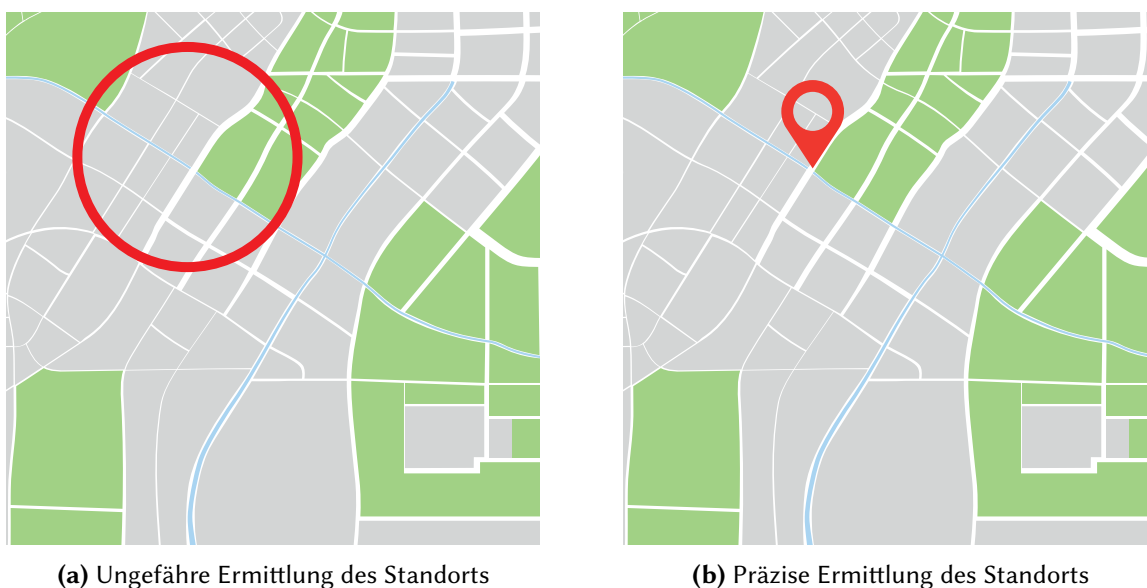 (a) Ungefähre Ermittlung des Standorts
(b) Präzise Ermittlung des Standorts